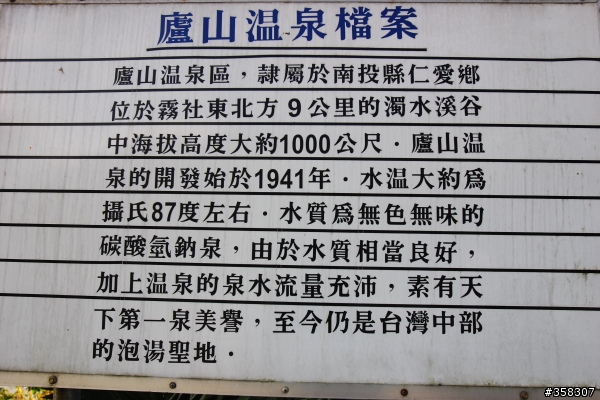 廬山温泉檔案
廬山温泉區，隸屬於南投縣仁愛鄉
位於霧社東北方9公里的濁水溪谷
中海拔高度大約1000公尺．廬山温
泉的開發始於1941年．水温大約為
攝氏87度左右．水質為無色無味的
碳酸氫鈉泉，由於水質相當良好，
加上温泉的泉水流量充沛，素有天
下第一泉美譽，至今仍是台灣中部
的泡湯聖地．
#358307